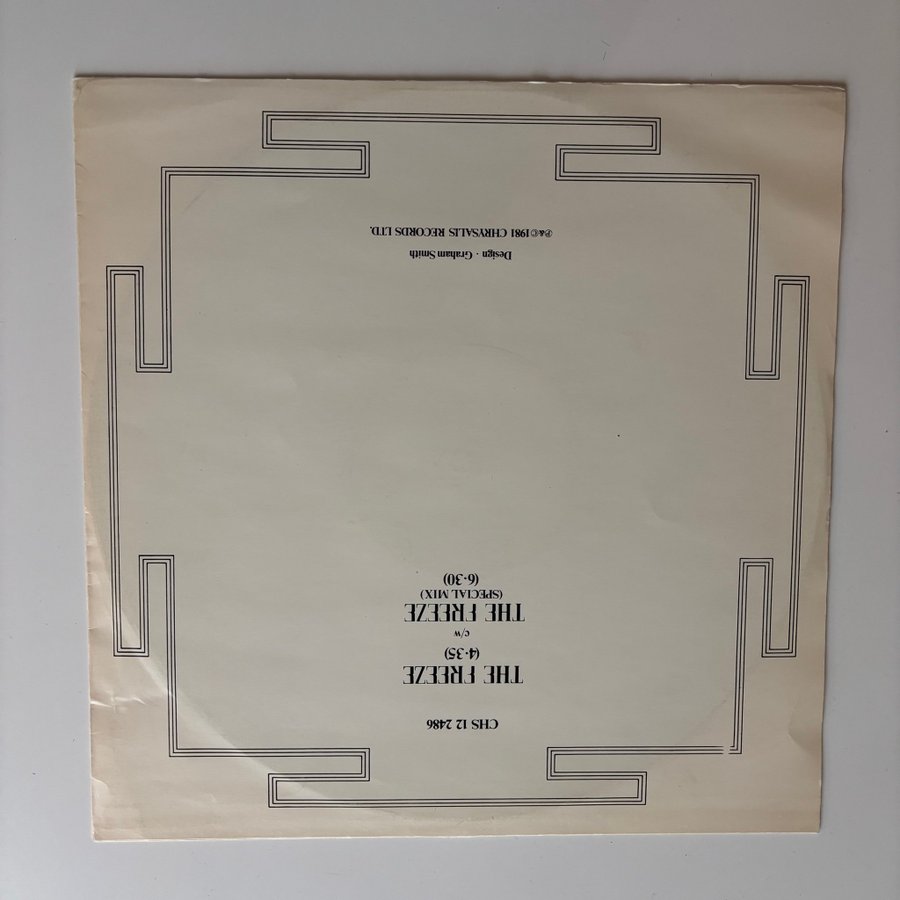 CHS 12 2486
THE FREEZE
(4·35)
c/w
THE FREEZE
(SPECIAL MIX)
(6·30)
Design · Graham Smith
℗&© 1981 CHRYSALIS RECORDS LTD.